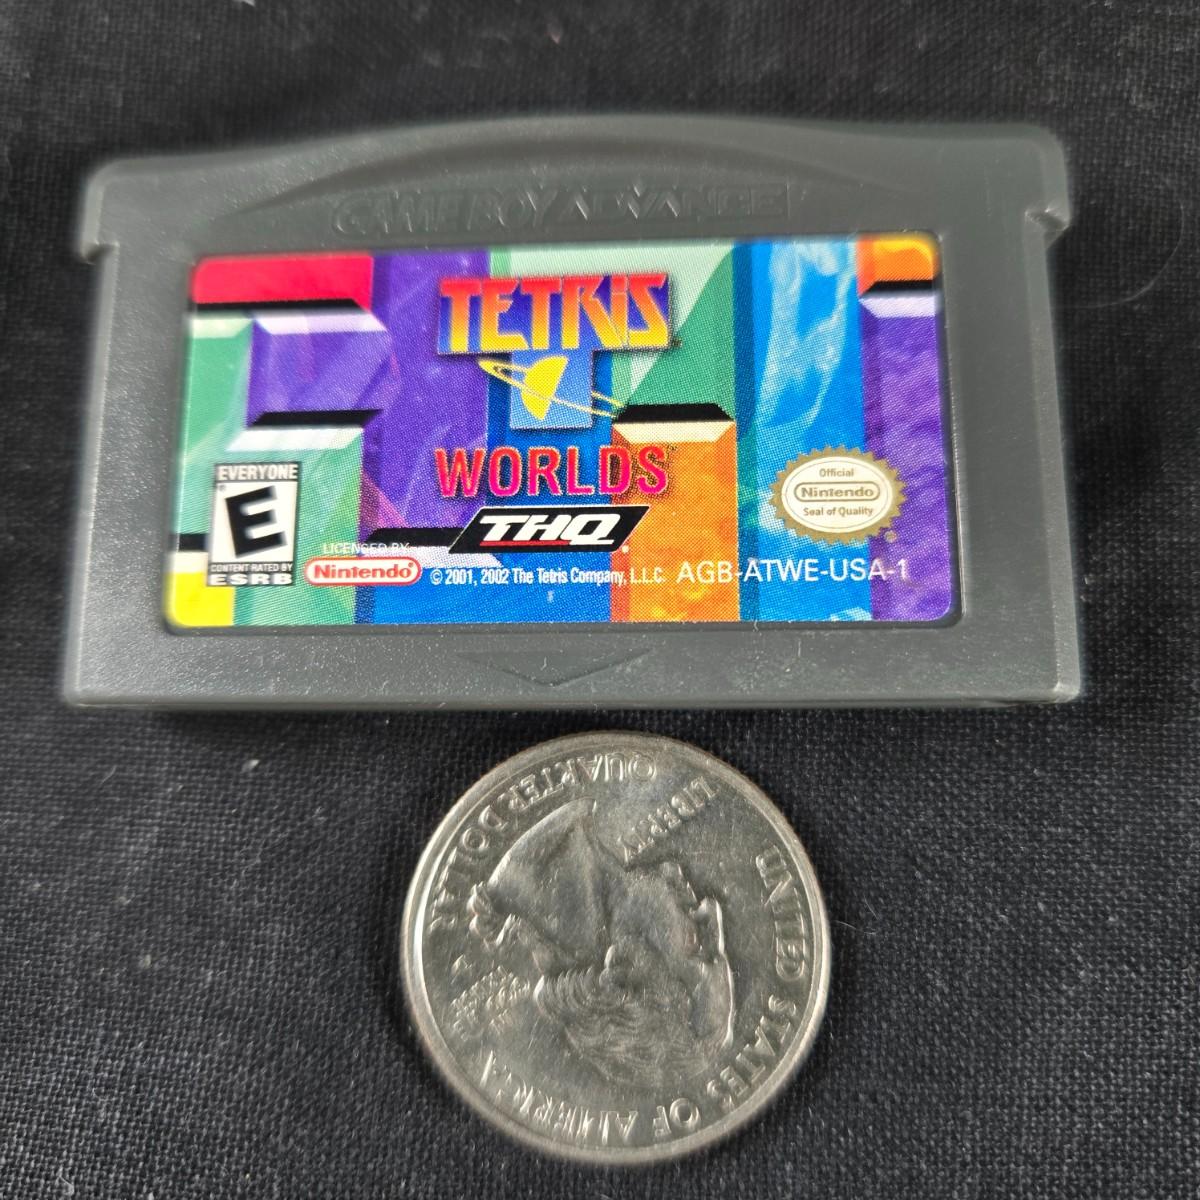 GAME BOY ADVANCE
TETRIS
WORLDS
THQ
EVERYONE
E
CONTENT RATED BY
ESRB
LICENSED BY
Nintendo
© 2001, 2002 The Tetris Company, L.L.C.
AGB-ATWE-USA-1
Official
Nintendo
Seal of Quality
UNITED STATES OF AMERICA
LIBERTY
QUARTER DOLLAR